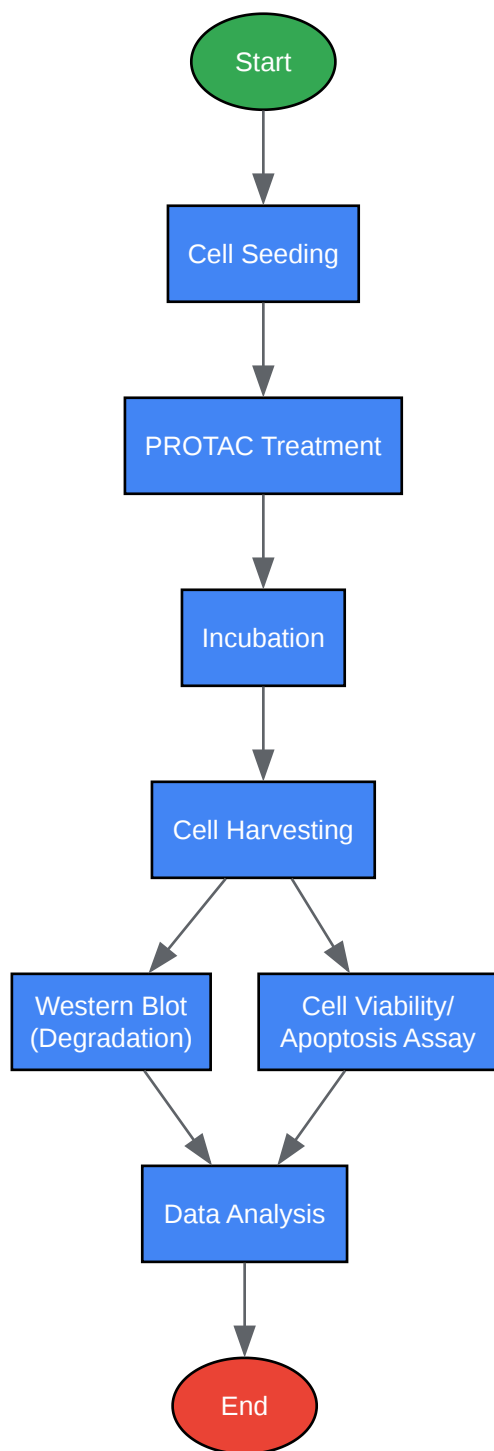 Start
Cell Seeding
PROTAC Treatment
Incubation
Cell Harvesting
Western Blot
(Degradation)
Cell Viability/
Apoptosis Assay
Data Analysis
End